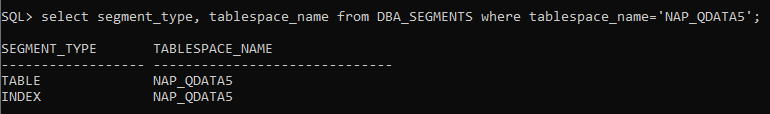 SQL> select segment_type, tablespace_name from DBA_SEGMENTS where tablespace_name='NAP_QDATA5';
SEGMENT_TYPE       TABLESPACE_NAME
------------------ ------------------------------
TABLE              NAP_QDATA5
INDEX              NAP_QDATA5